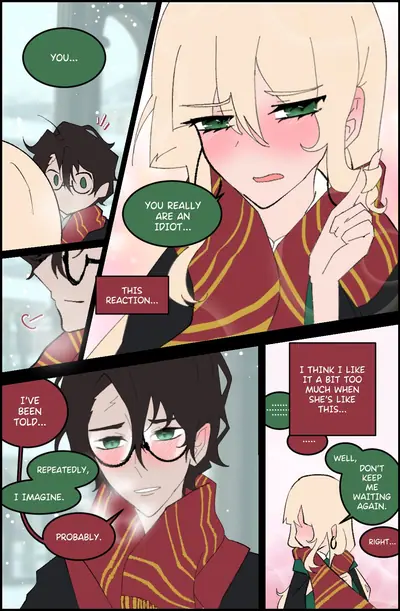 YOU...
YOU REALLY
ARE AN
IDIOT...
THIS
REACTION...
I'VE
BEEN
TOLD...
REPEATEDLY,
I IMAGINE.
PROBABLY.
I THINK I LIKE
IT A BIT TOO
MUCH WHEN
SHE'S LIKE
THIS...
WELL,
DON'T
KEEP ME
WAITING
AGAIN.
RIGHT...